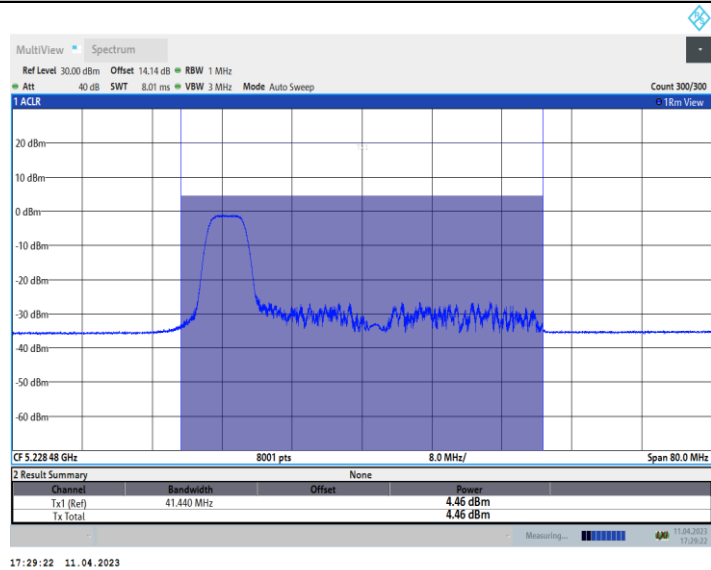 MultiView Spectrum
Ref Level 30.00 dBm Offset 14.14 dB RBW 1 MHz
Att 40 dB SWT 8.01 ms VBW 3 MHz Mode Auto Sweep Count 300/300
1 ACLR 1Rm View
20 dBm
10 dBm
0 dBm
-10 dBm
-20 dBm
-30 dBm
-40 dBm
-50 dBm
-60 dBm
CF 5.228 48 GHz 8001 pts 8.0 MHz/ Span 80.0 MHz
2 Result Summary None
Channel Bandwidth Offset Power
Tx1 (Ref) 41.440 MHz 4.46 dBm
Tx Total 4.46 dBm
Measuring... 11.04.2023
17:29:22
17:29:22 11.04.2023